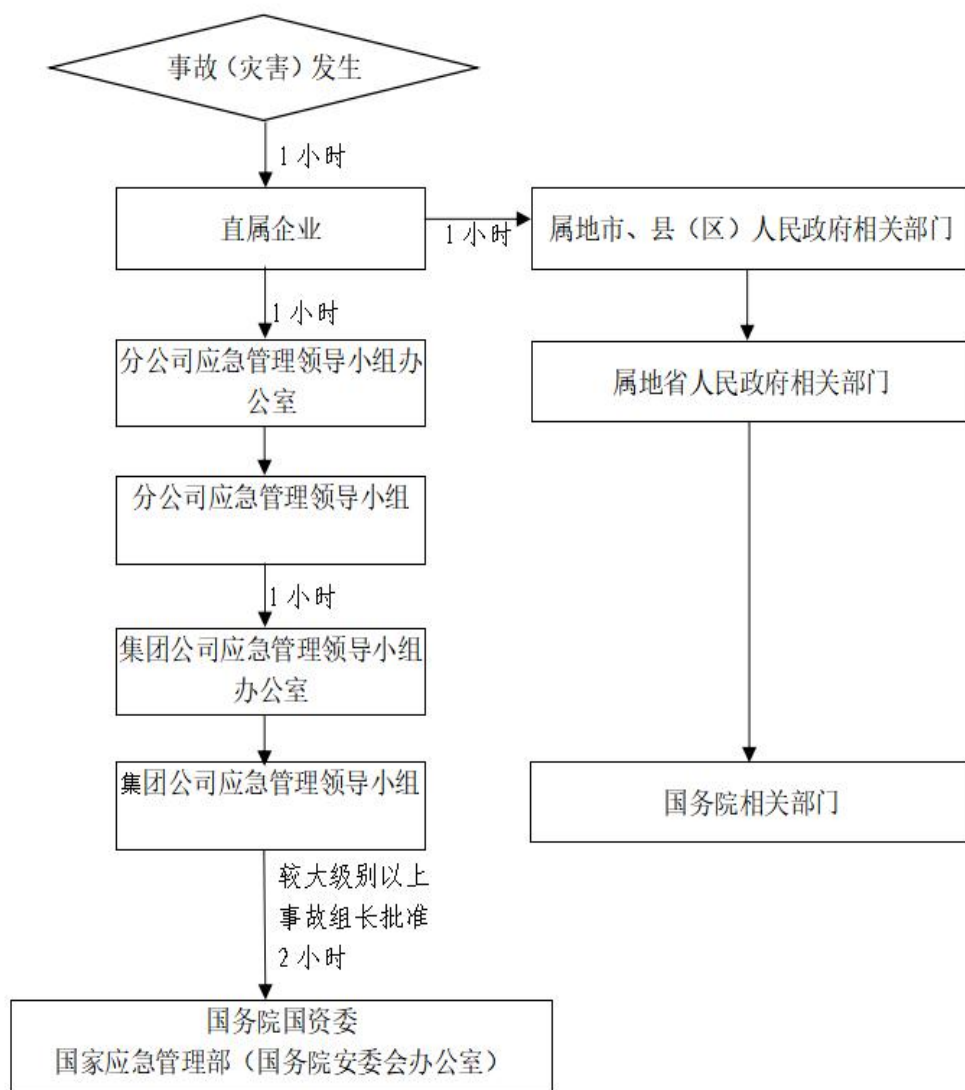 事故（灾害）发生
1小时
直属企业
1小时
属地市、县（区）人民政府相关部门
1小时
分公司应急管理领导小组办
公室
属地省人民政府相关部门
分公司应急管理领导小组
1小时
集团公司应急管理领导小组
办公室
集团公司应急管理领导小组
国务院相关部门
较大级别以上
事故组长批准
2小时
国务院国资委
国家应急管理部（国务院安委会办公室）